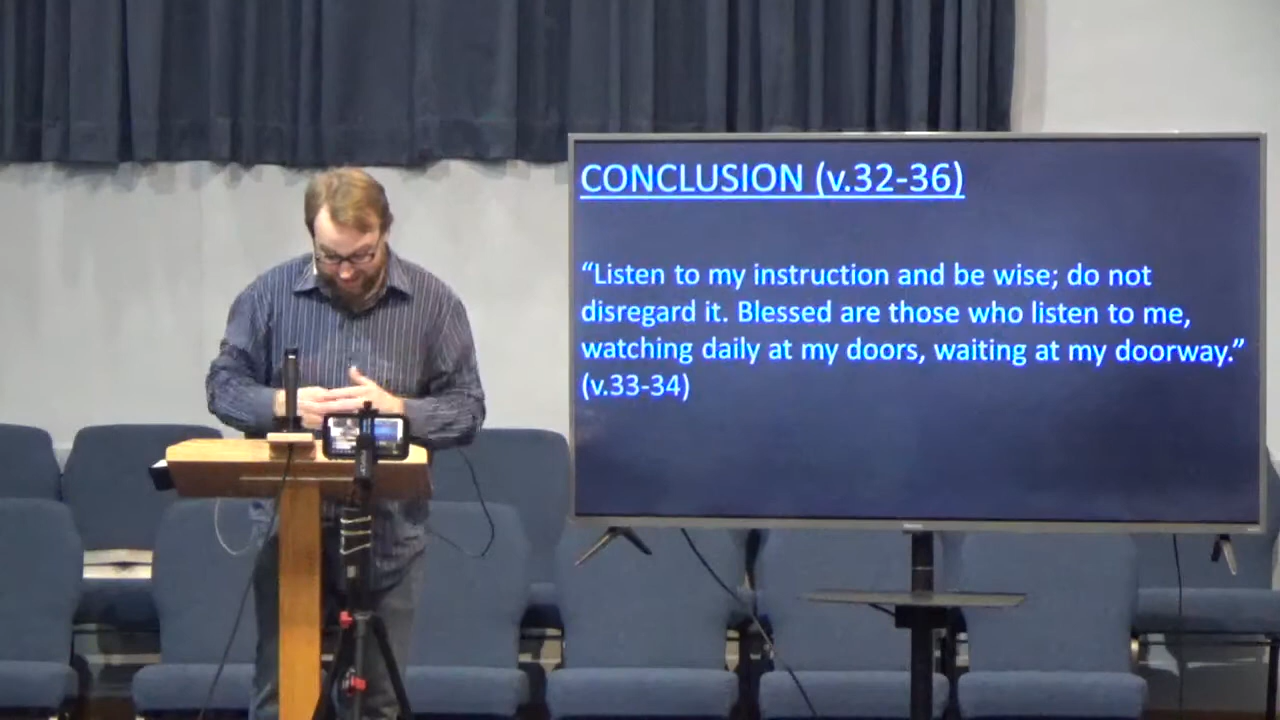 CONCLUSION (v.32-36)
“Listen to my instruction and be wise; do not
disregard it. Blessed are those who listen to me,
watching daily at my doors, waiting at my doorway.”
(v.33-34)